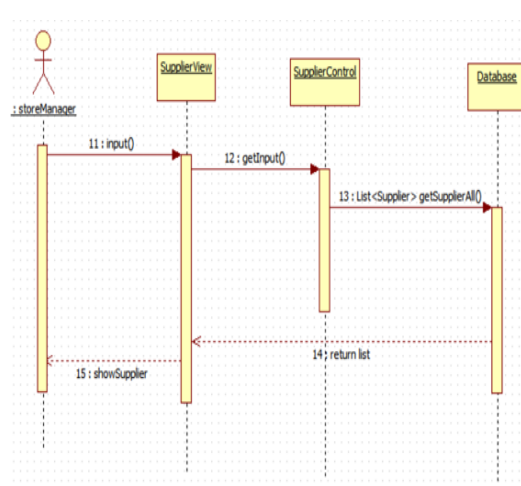 SupplierView
SupplierControl
Database
: storeManager
11 : input()
12 : getInput()
13 : List<Supplier> getSupplierAll()
14 : return list
15 : showSupplier